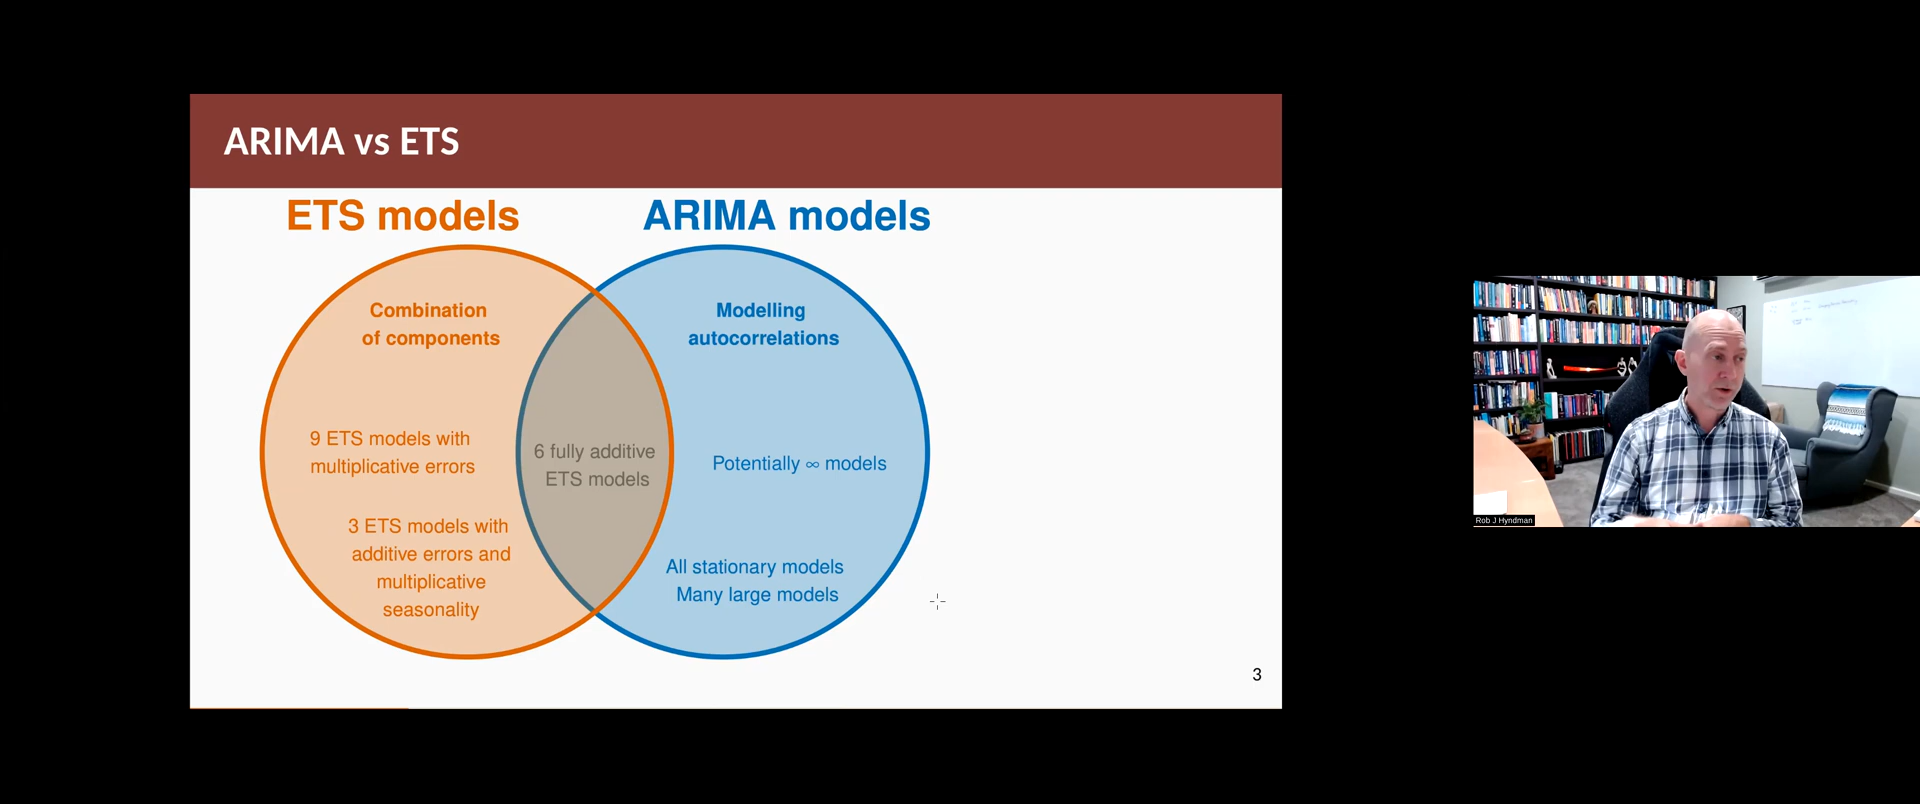 ARIMA vs ETS
ETS models
ARIMA models
Combination
of components
Modelling
autocorrelations
9 ETS models with
multiplicative errors
6 fully additive
ETS models
Potentially ∞ models
3 ETS models with
additive errors and
multiplicative
seasonality
All stationary models
Many large models
3
Rob J Hyndman